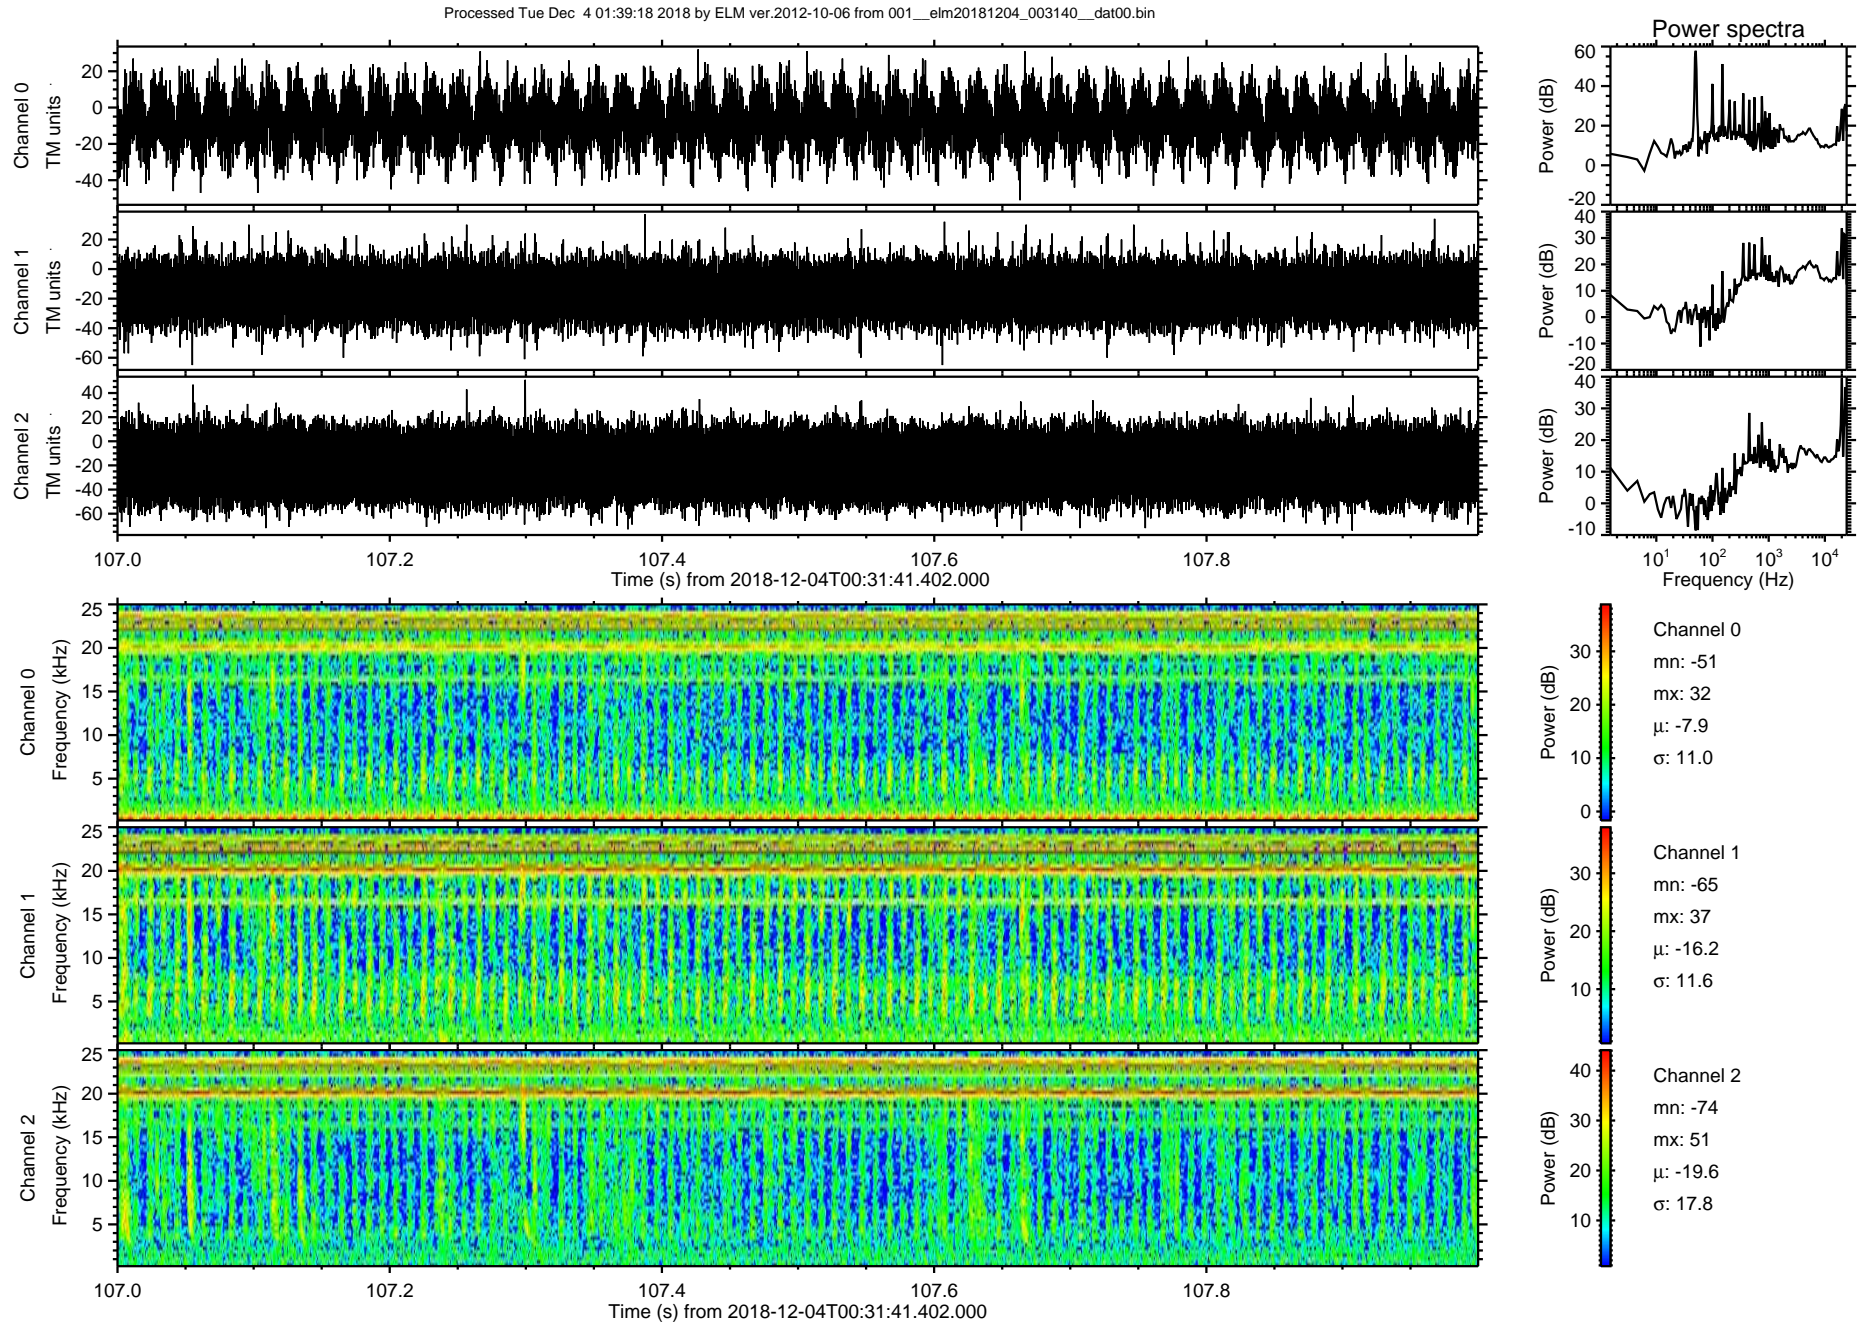 Processed Tue Dec  4 01:39:18 2018 by ELM ver.2012-10-06 from 001__elm20181204_003140__dat00.bin
Power spectra
Channel 0
TM units
20
0
-20
-40
Power (dB)
60
40
20
0
-20
Channel 1
TM units
20
0
-20
-40
-60
Power (dB)
40
30
20
10
0
-10
-20
Channel 2
TM units
40
20
0
-20
-40
-60
Power (dB)
40
30
20
10
0
-10
107.0 107.2 107.4 107.6 107.8
Time (s) from 2018-12-04T00:31:41.402.000
10^1 10^2 10^3 10^4
Frequency (Hz)
Channel 0
Frequency (kHz)
25
20
15
10
5
Power (dB)
30
20
10
0
Channel 0
mn: -51
mx: 32
μ: -7.9
σ: 11.0
Channel 1
Frequency (kHz)
25
20
15
10
5
Power (dB)
30
20
10
Channel 1
mn: -65
mx: 37
μ: -16.2
σ: 11.6
Channel 2
Frequency (kHz)
25
20
15
10
5
Power (dB)
40
30
20
10
Channel 2
mn: -74
mx: 51
μ: -19.6
σ: 17.8
107.0 107.2 107.4 107.6 107.8
Time (s) from 2018-12-04T00:31:41.402.000